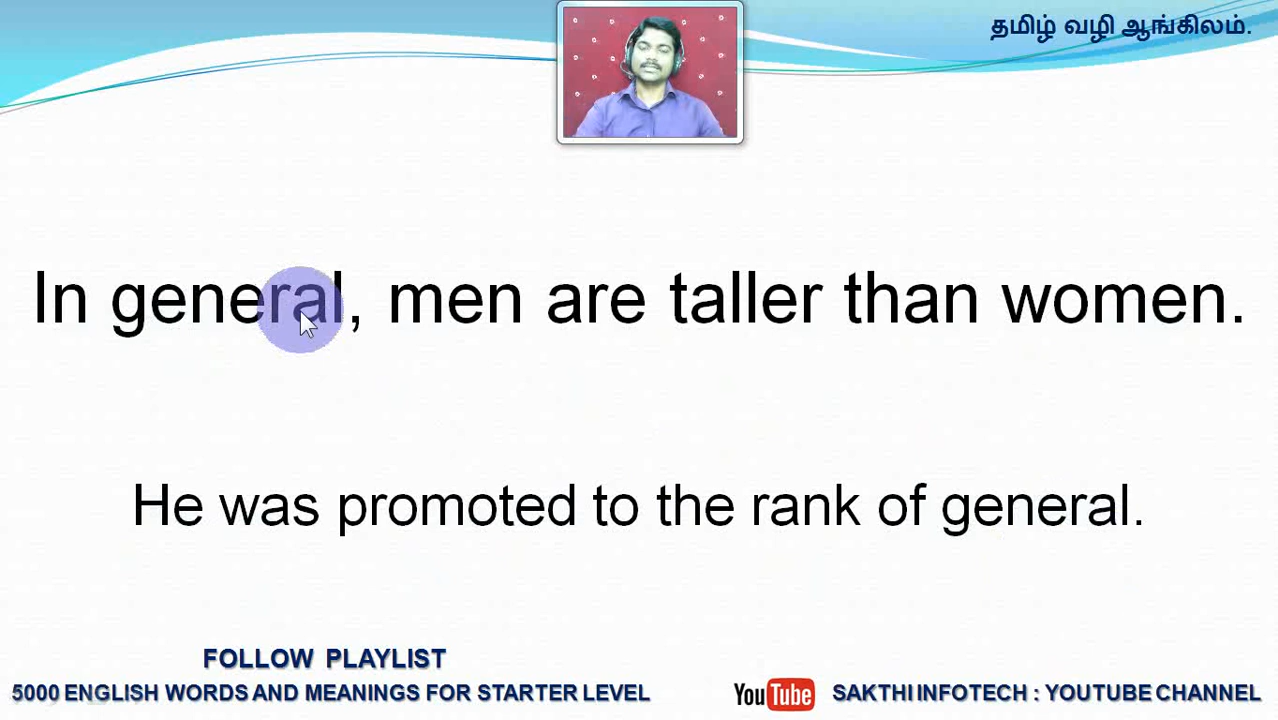 தமிழ் வழி ஆங்கிலம்.
In general, men are taller than women.
He was promoted to the rank of general.
FOLLOW PLAYLIST
5000 ENGLISH WORDS AND MEANINGS FOR STARTER LEVEL
YouTube SAKTHI INFOTECH : YOUTUBE CHANNEL